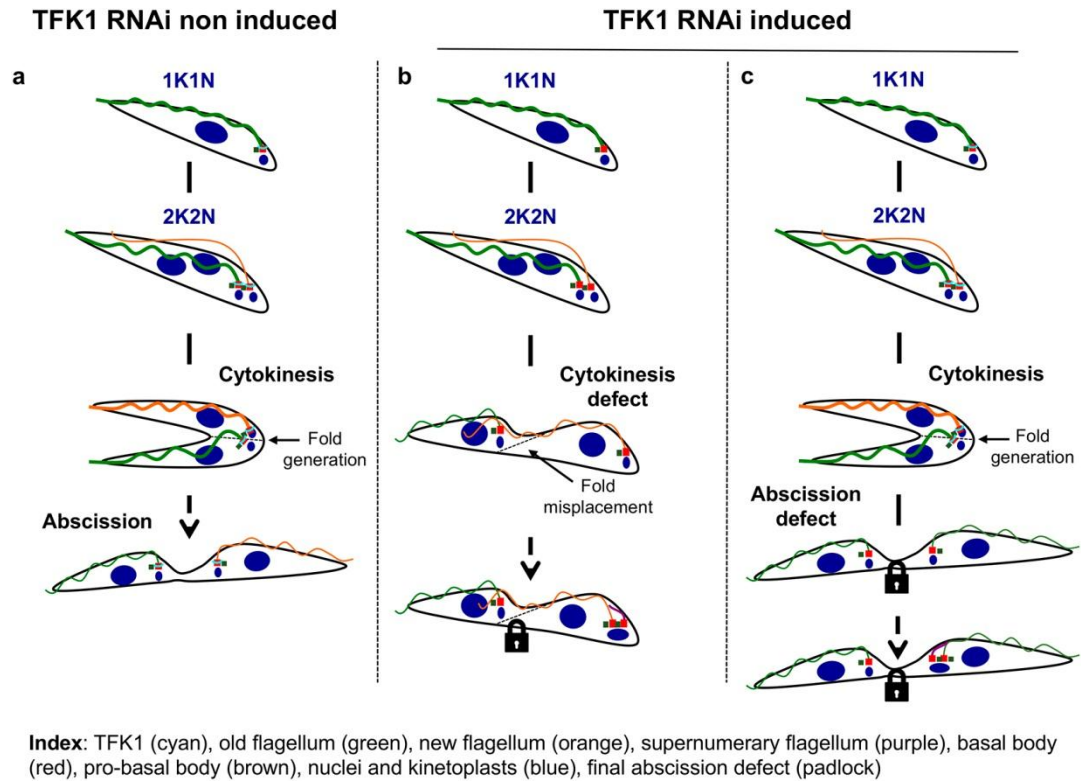 TFK1 RNAi non induced
TFK1 RNAi induced
a
1K1N
2K2N
Cytokinesis
Fold
generation
Abscission
b
1K1N
2K2N
Cytokinesis
defect
Fold
misplacement
c
1K1N
2K2N
Cytokinesis
Fold
generation
Abscission
defect
Index: TFK1 (cyan), old flagellum (green), new flagellum (orange), supernumerary flagellum (purple), basal body
(red), pro-basal body (brown), nuclei and kinetoplasts (blue), final abscission defect (padlock)